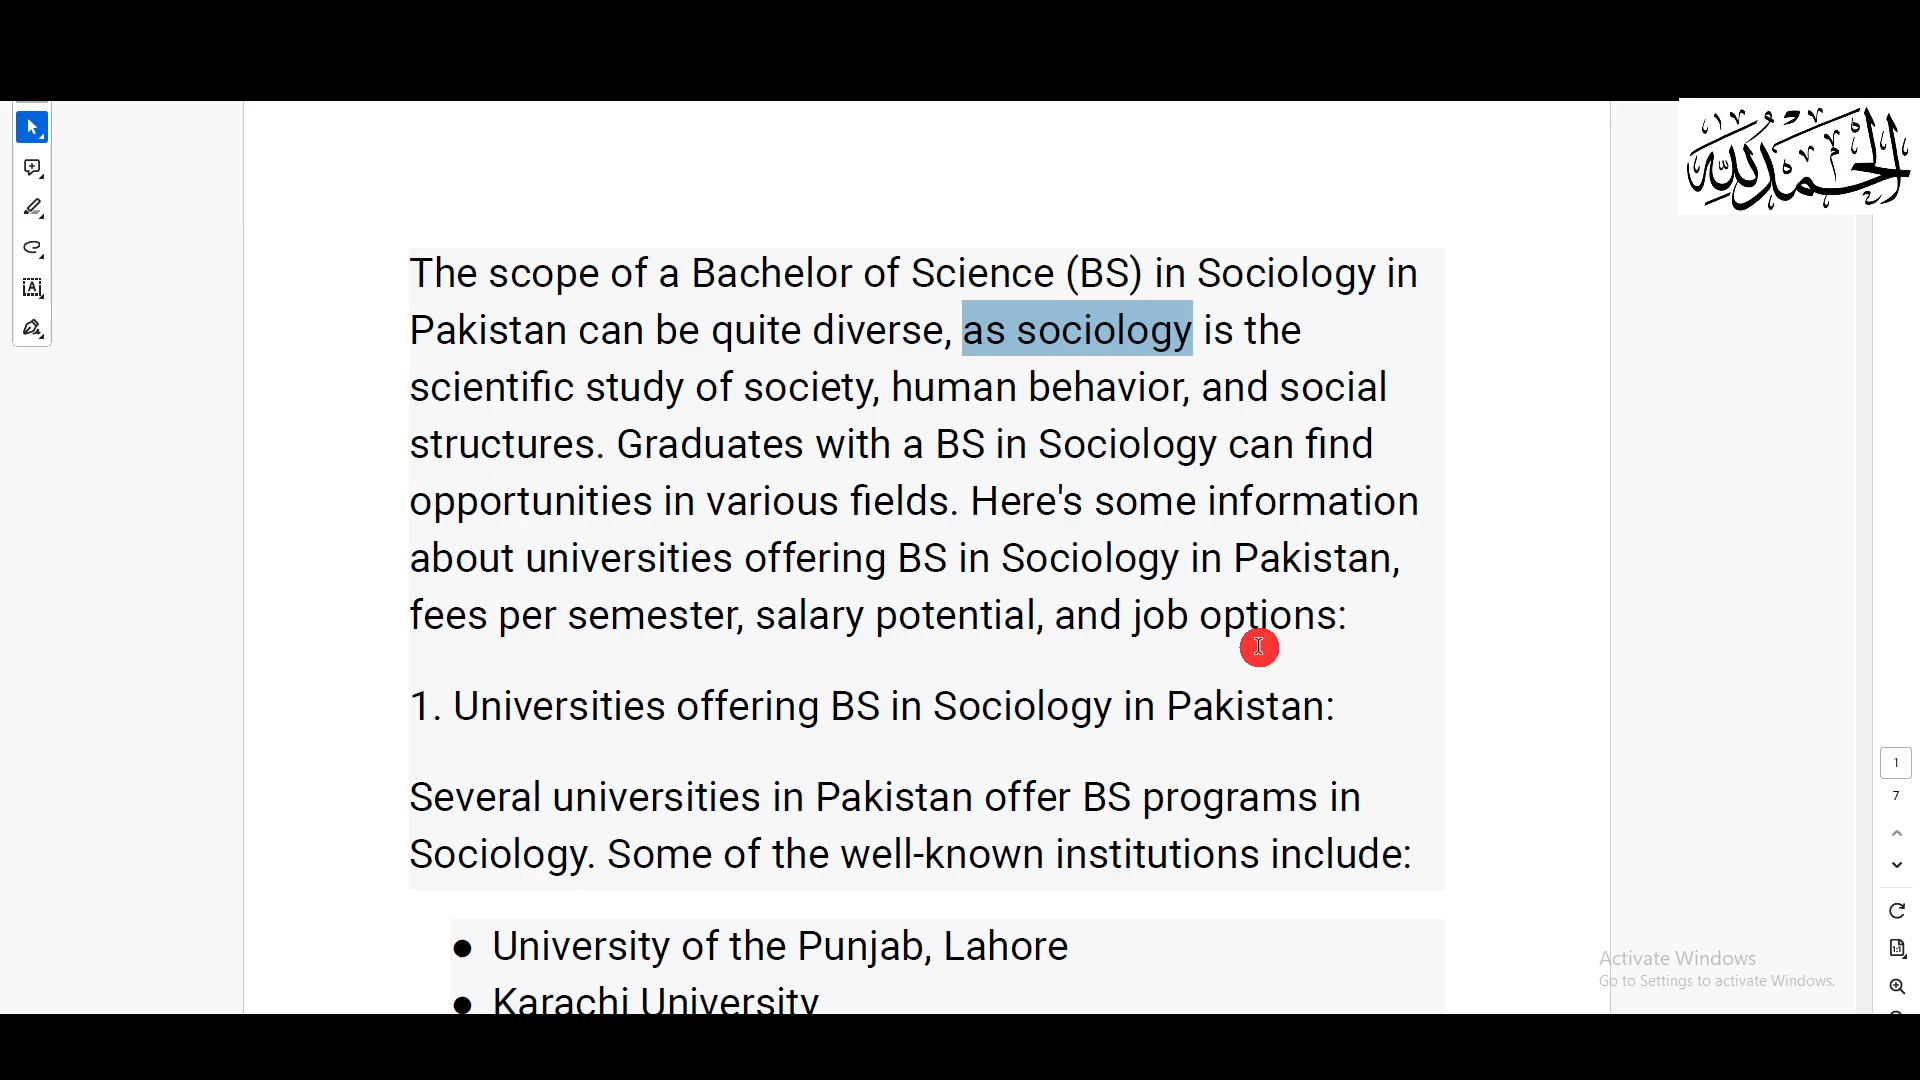 الحمد لله
The scope of a Bachelor of Science (BS) in Sociology in
Pakistan can be quite diverse, as sociology is the
scientific study of society, human behavior, and social
structures. Graduates with a BS in Sociology can find
opportunities in various fields. Here's some information
about universities offering BS in Sociology in Pakistan,
fees per semester, salary potential, and job options:
1. Universities offering BS in Sociology in Pakistan:
Several universities in Pakistan offer BS programs in
Sociology. Some of the well-known institutions include:
● University of the Punjab, Lahore
● Karachi University
1
7
Activate Windows
Go to Settings to activate Windows.